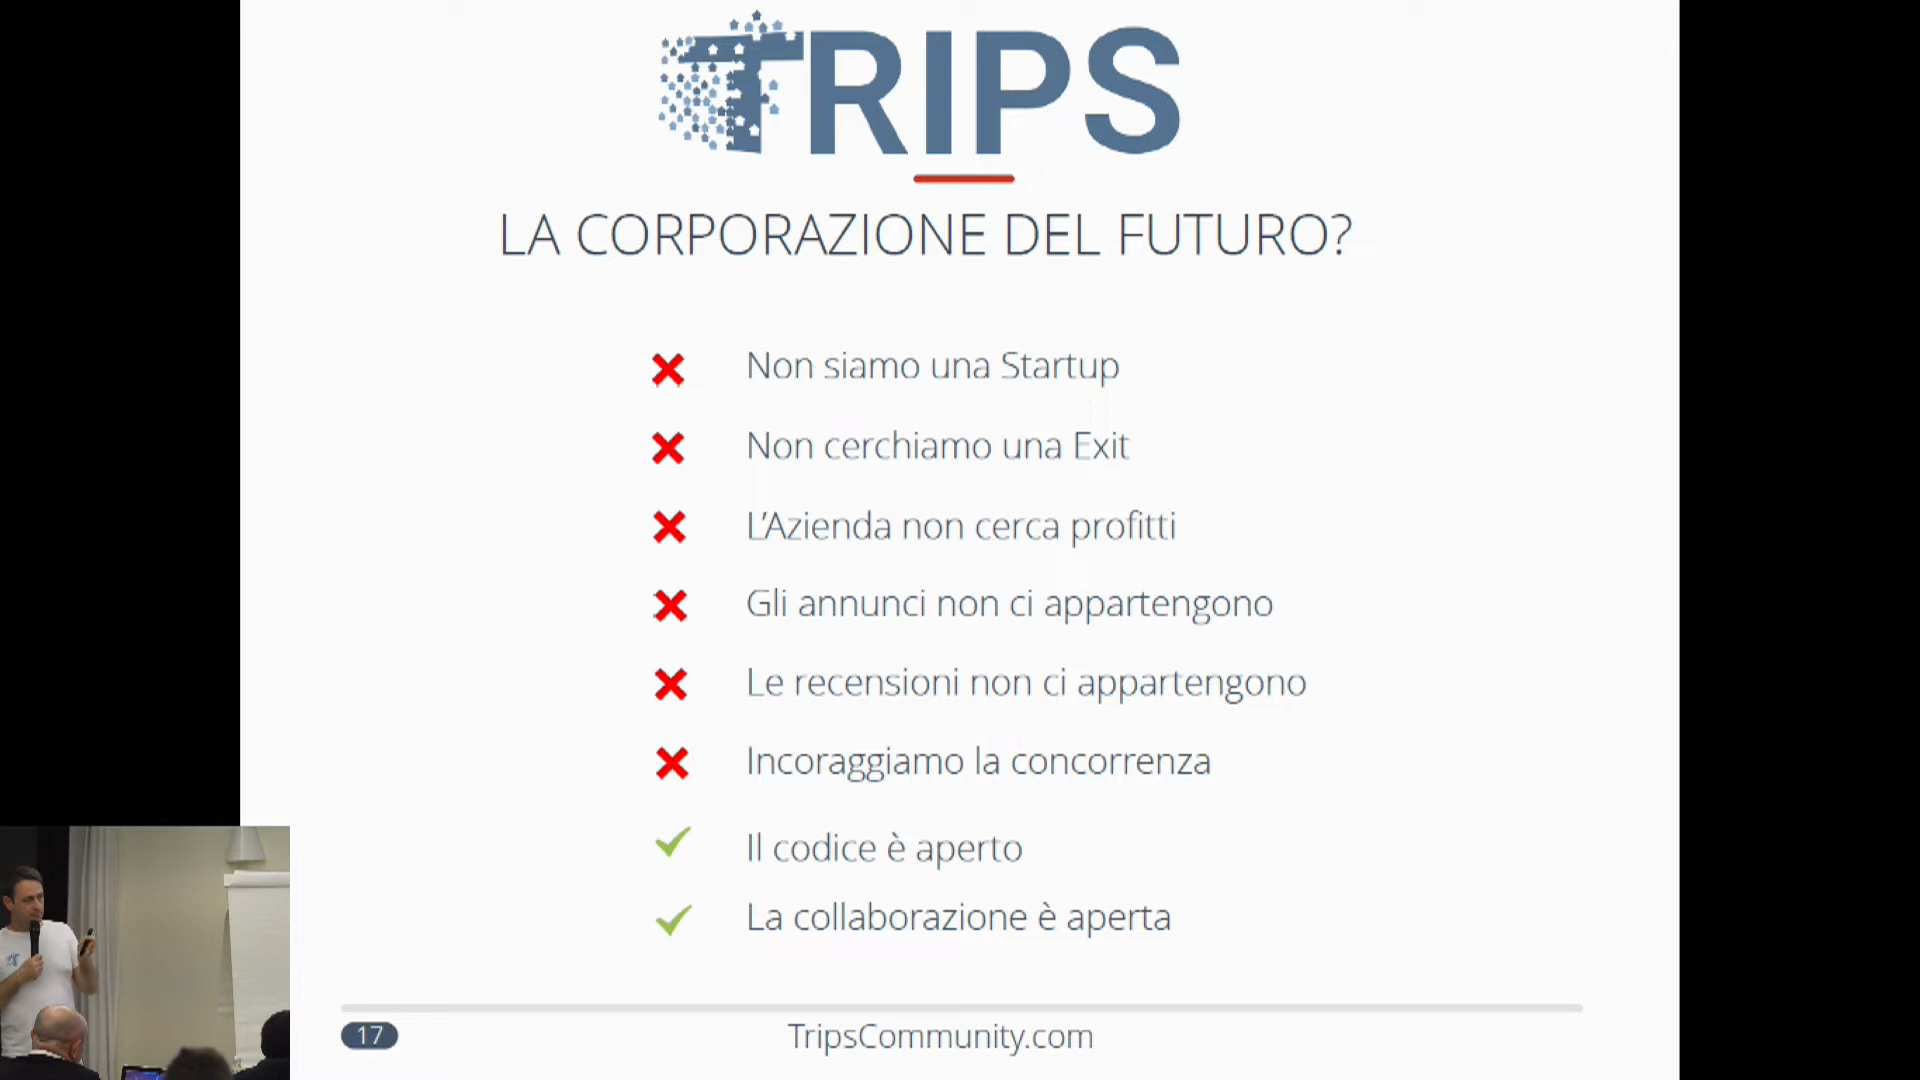 TRIPS
LA CORPORAZIONE DEL FUTURO?
Non siamo una Startup
Non cerchiamo una Exit
L'Azienda non cerca profitti
Gli annunci non ci appartengono
Le recensioni non ci appartengono
Incoraggiamo la concorrenza
Il codice è aperto
La collaborazione è aperta
17
TripsCommunity.com